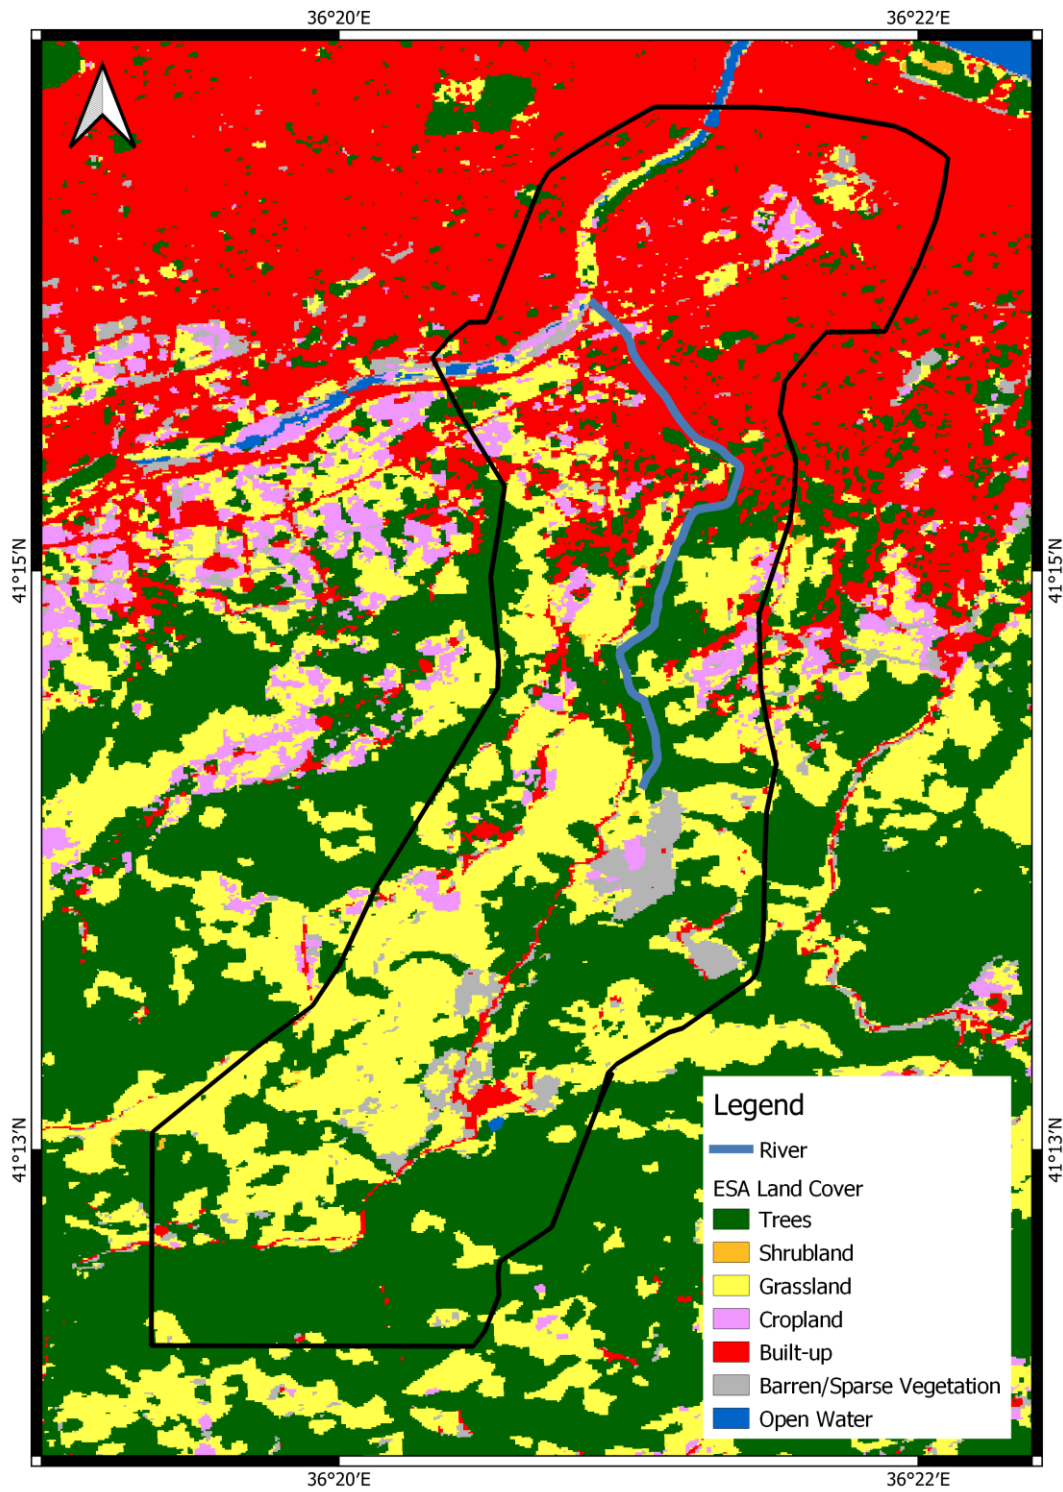 36°20′E 36°22′E
41°15′N 41°15′N
Legend
River
ESA Land Cover
41°13′N 41°13′N
Trees
Shrubland
Grassland
Cropland
Built-up
Barren/Sparse Vegetation
Open Water
36°20′E 36°22′E